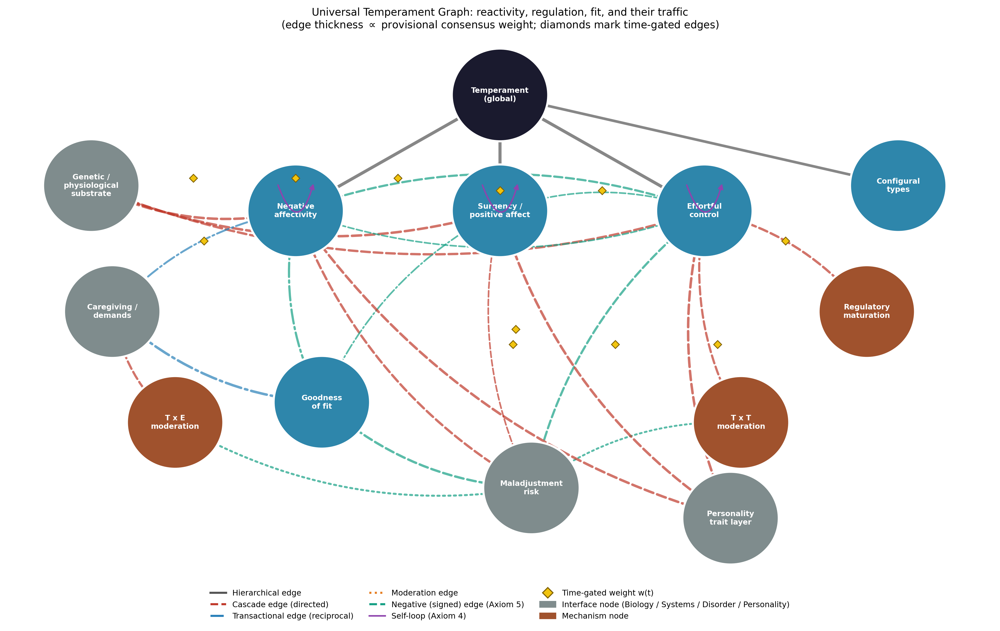 Universal Temperament Graph: reactivity, regulation, fit, and their traffic
(edge thickness ∝ provisional consensus weight; diamonds mark time-gated edges)
Temperament
(global)
Genetic /
physiological
substrate
Negative
affectivity
Surgency /
positive affect
Effortful
control
Configural
types
Caregiving /
demands
Regulatory
maturation
Goodness
of fit
T x E
moderation
T x T
moderation
Maladjustment
risk
Personality
trait layer
Hierarchical edge
Cascade edge (directed)
Transactional edge (reciprocal)
Moderation edge
Negative (signed) edge (Axiom 5)
Self-loop (Axiom 4)
Time-gated weight w(t)
Interface node (Biology / Systems / Disorder / Personality)
Mechanism node